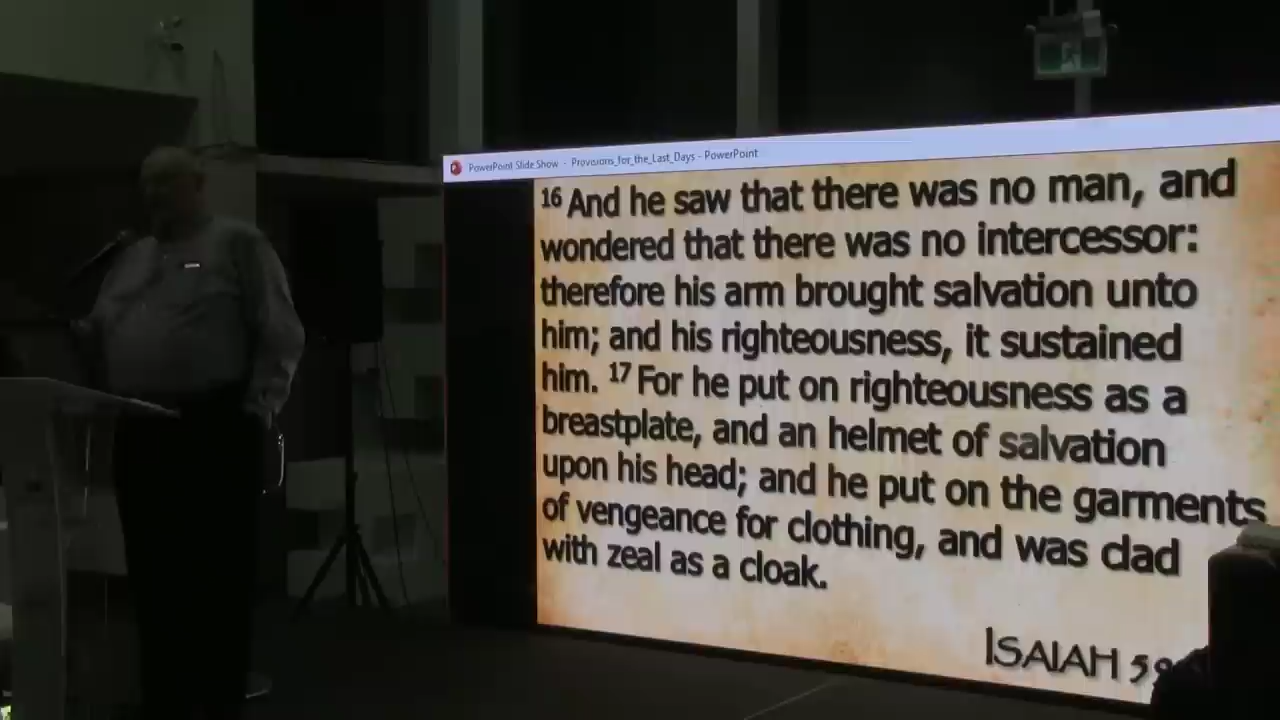 PowerPoint Slide Show - Provisions_for_the_Last_Days - PowerPoint
16 And he saw that there was no man, and
wondered that there was no intercessor:
therefore his arm brought salvation unto
him; and his righteousness, it sustained
him. 17 For he put on righteousness as a
breastplate, and an helmet of salvation
upon his head; and he put on the garments
of vengeance for clothing, and was clad
with zeal as a cloak.
ISAIAH 59